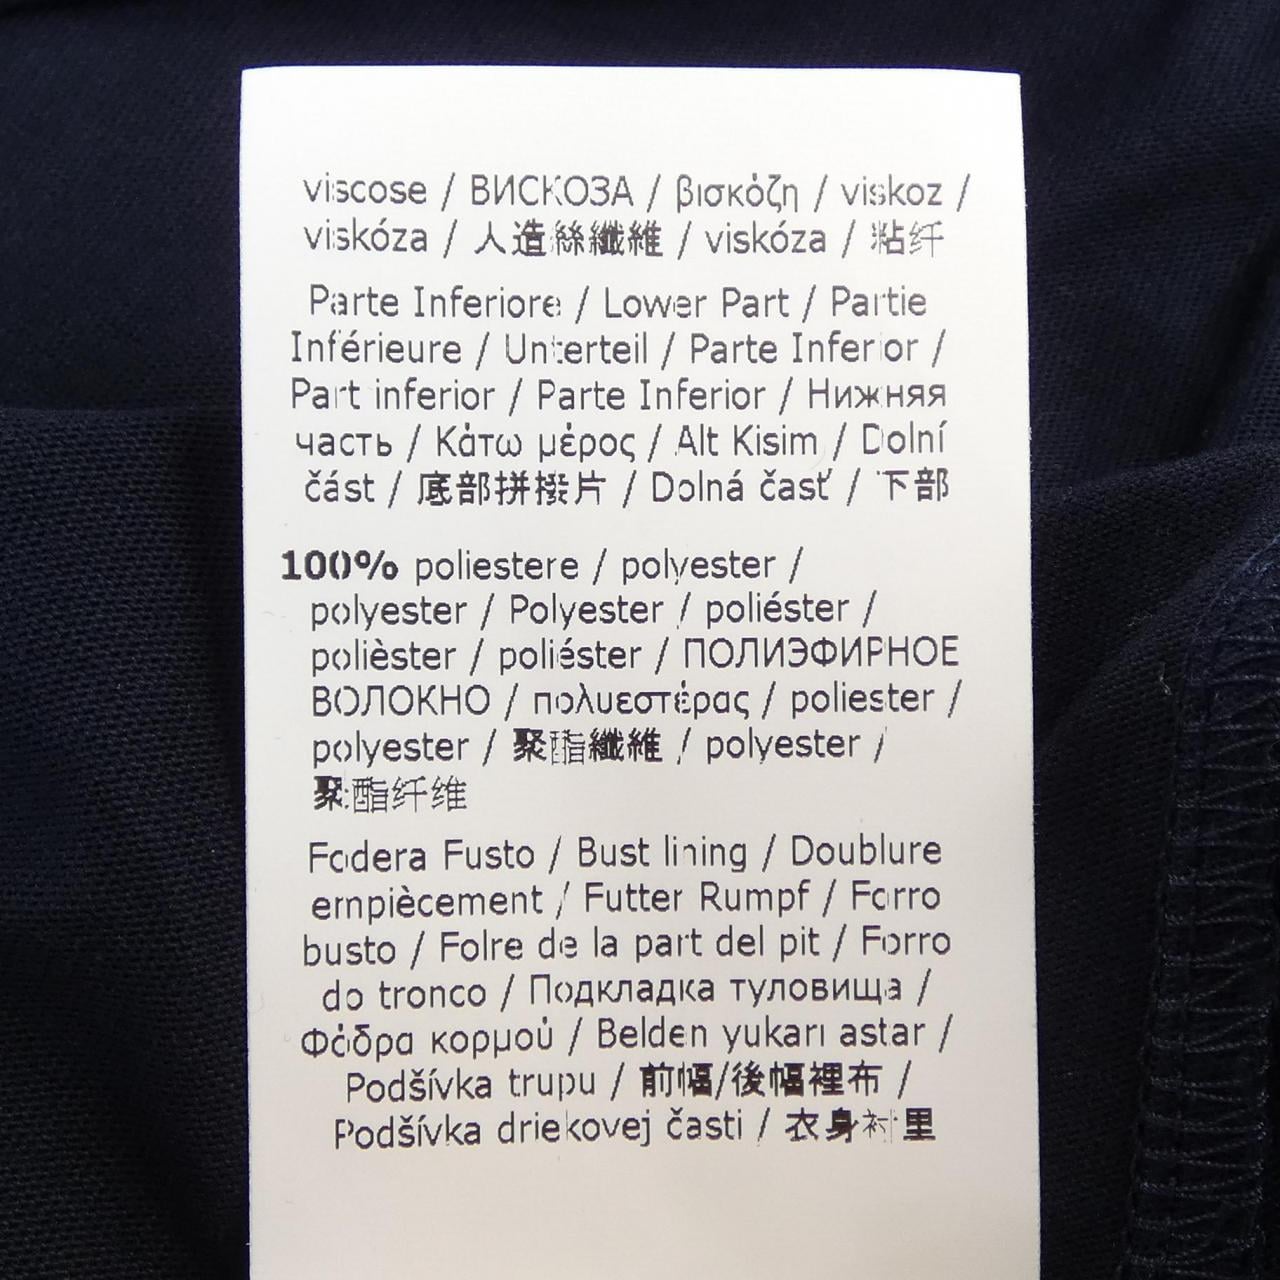 viscose / ВИСКОЗА / βισκόζη / viskoz /
viskóza / 人造絲纖維 / viskóza / 粘纤
Parte Inferiore / Lower Part / Partie
Inférieure / Unterteil / Parte Inferior /
Part inferior / Parte Inferior / Нижняя
часть / Κάτω μέρος / Alt Kisim / Dolní
část / 底部拼撥片 / Dolná časť / 下部
100% poliestere / polyester /
polyester / Polyester / poliéster /
polièster / poliéster / ПОЛИЭФИРНОЕ
ВОЛОКНО / πολυεστέρας / poliester /
polyester / 聚酯纖維 / polyester /
聚酯纤维
Fodera Fusto / Bust lining / Doublure
empiècement / Futter Rumpf / Forro
busto / Folre de la part del pit / Forro
do tronco / Подкладка туловища /
Φόδρα κορμού / Belden yukarı astar /
Podšívka trupu / 前幅/後幅裡布 /
Podšívka driekovej časti / 衣身衬里